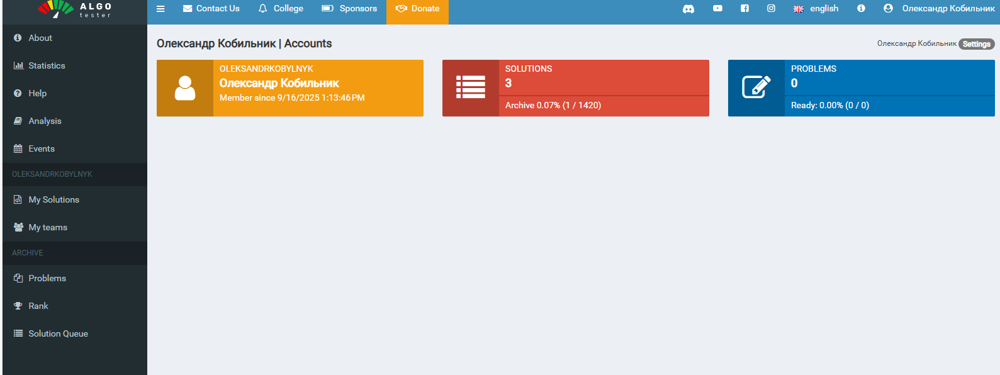 ALGO
tester
Contact Us
College
Sponsors
Donate
english
Олександр Кобильник
About
Statistics
Help
Analysis
Events
OLEKSANDRKOBYLNYK
My Solutions
My teams
ARCHIVE
Problems
Rank
Solution Queue
Олександр Кобильник | Accounts
Олександр Кобильник Settings
OLEKSANDRKOBYLNYK
Олександр Кобильник
Member since 9/16/2025 1:13:46 PM
SOLUTIONS
3
Archive 0.07% (1 / 1420)
PROBLEMS
0
Ready: 0.00% (0 / 0)